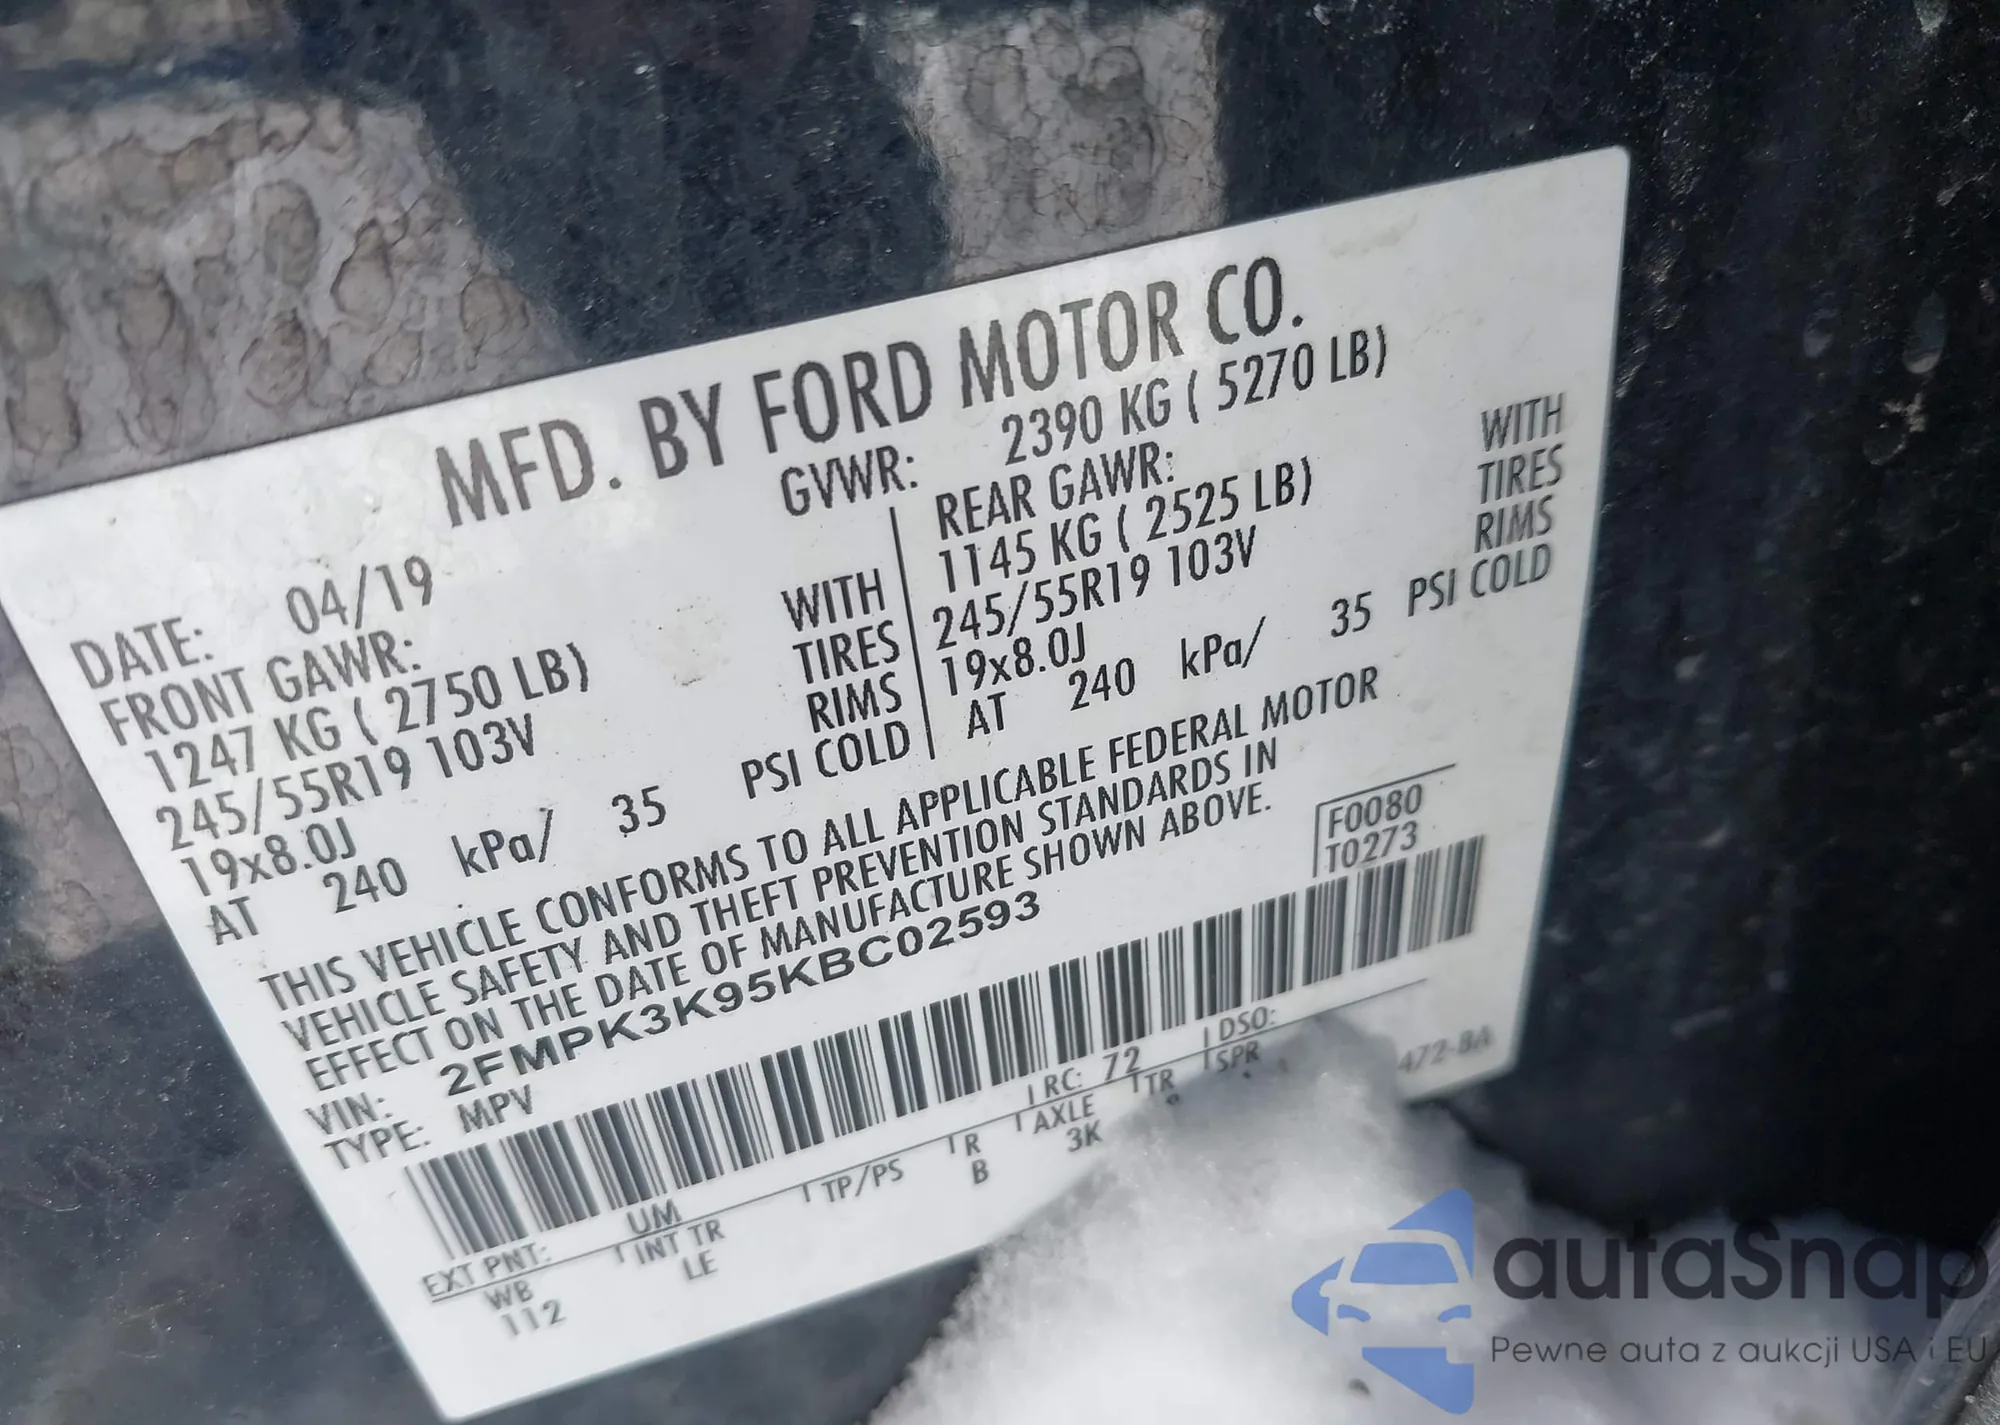 MFD. BY FORD MOTOR CO.
DATE: 04/19 GVWR: 2390 KG ( 5270 LB)
FRONT GAWR: REAR GAWR:
1247 KG ( 2750 LB) WITH 1145 KG ( 2525 LB) WITH
245/55R19 103V TIRES 245/55R19 103V TIRES
19x8.0J RIMS 19x8.0J RIMS
AT 240 kPa/ 35 PSI COLD AT 240 kPa/ 35 PSI COLD
THIS VEHICLE CONFORMS TO ALL APPLICABLE FEDERAL MOTOR
VEHICLE SAFETY AND THEFT PREVENTION STANDARDS IN
EFFECT ON THE DATE OF MANUFACTURE SHOWN ABOVE.
F0080
T0273
VIN: 2FMPK3K95KBC02593
TYPE: MPV
EXT PNT: UM RC: 72 DSO:
WB INT TR TP/PS R AXLE TR SPR
112 LE B 3K
472-BA
autaSnap
Pewne auta z aukcji USA i EU